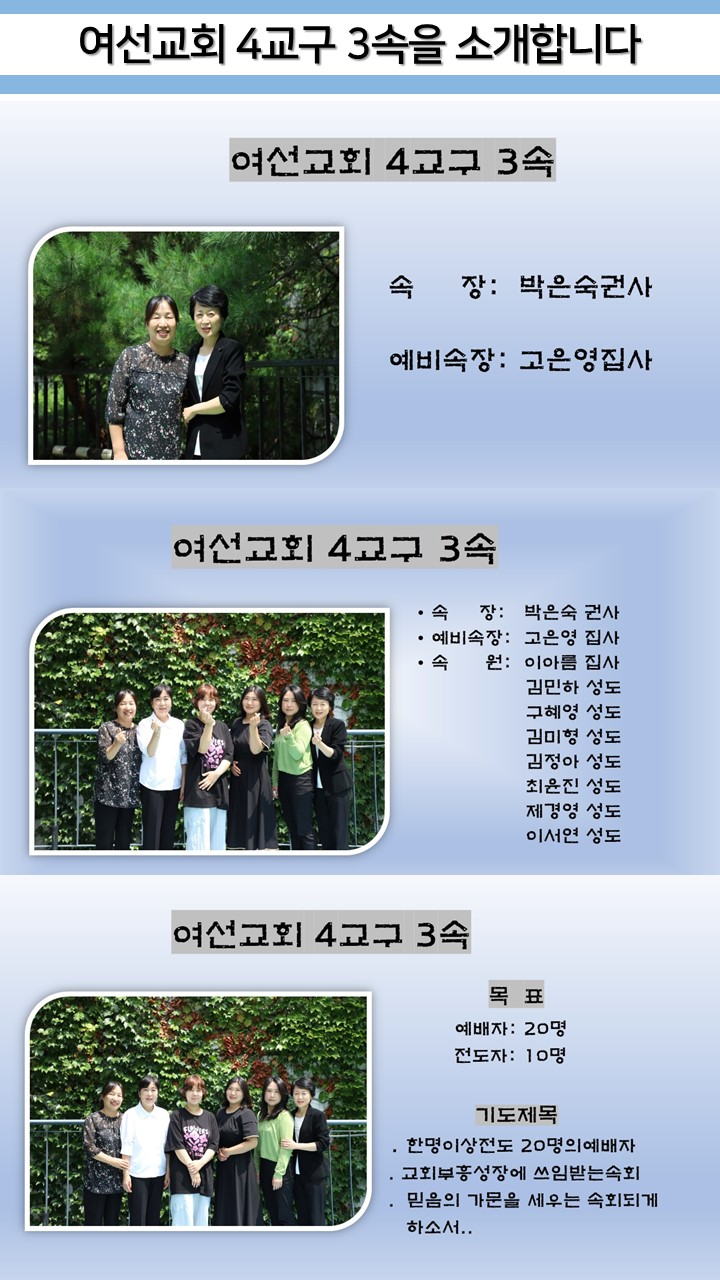 여선교회 4교구 3속을 소개합니다
여선교회 4교구 3속
속 장: 박은숙권사
예비속장: 고은영집사
여선교회 4교구 3속
• 속 장: 박은숙 권사
• 예비속장: 고은영 집사
• 속 원: 이아름 집사
김민하 성도
구혜영 성도
김미형 성도
김정아 성도
최윤진 성도
제경영 성도
이서연 성도
여선교회 4교구 3속
목 표
예배자: 20명
전도자: 10명
기도제목
. 한명이상전도 20명의예배자
. 교회부흥성장에 쓰임받는속회
. 믿음의 가문을 세우는 속회되게
하소서..